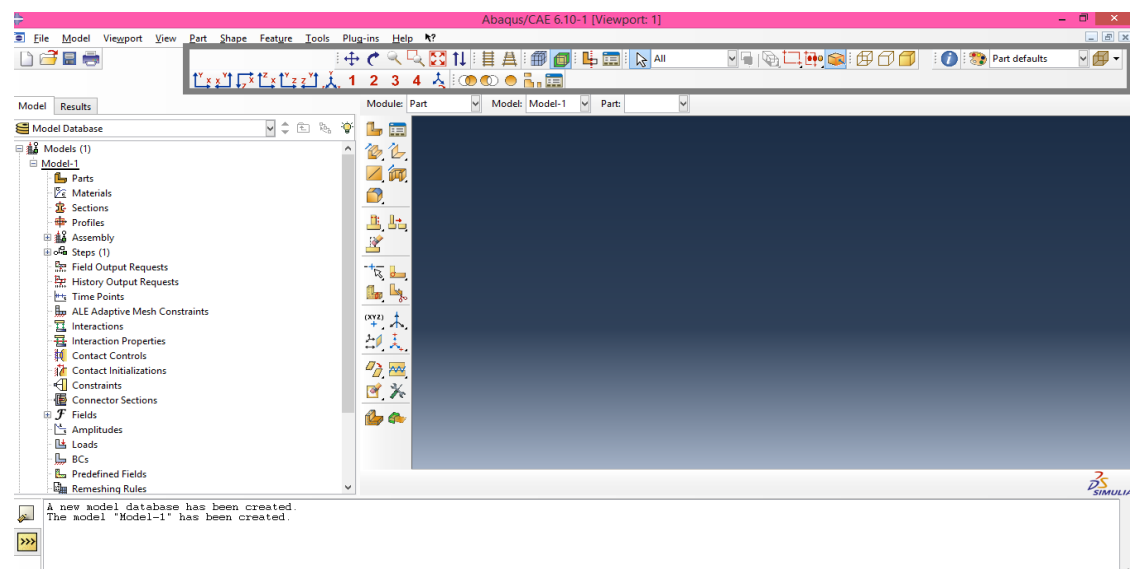 Abaqus/CAE 6.10-1 [Viewport: 1]
File Model Viewport View Part Shape Feature Tools Plug-ins Help
All Part defaults
1 2 3 4
Model Results Module: Part Model: Model-1 Part:
Model Database
Models (1)
Model-1
Parts
Materials
Sections
Profiles
Assembly
Steps (1)
Field Output Requests
History Output Requests
Time Points
ALE Adaptive Mesh Constraints
Interactions
Interaction Properties
Contact Controls
Contact Initializations
Constraints
Connector Sections
Fields
Amplitudes
Loads
BCs
Predefined Fields
Remeshing Rules
(XYZ)
SIMULIA
A new model database has been created.
The model "Model-1" has been created.
>>>